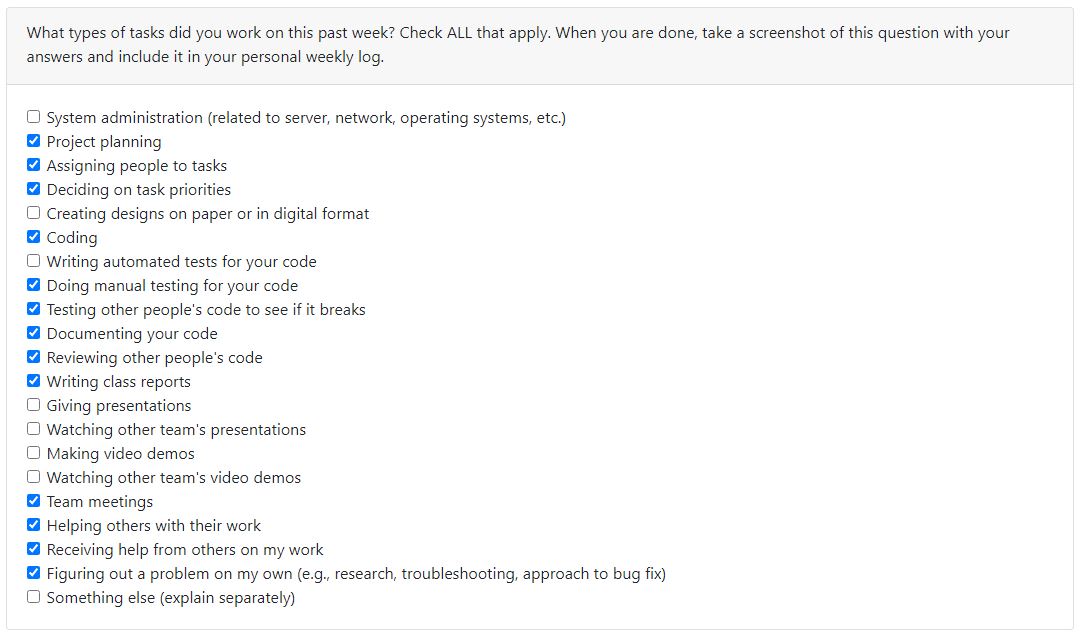 What types of tasks did you work on this past week? Check ALL that apply. When you are done, take a screenshot of this question with your
answers and include it in your personal weekly log.
System administration (related to server, network, operating systems, etc.)
Project planning
Assigning people to tasks
Deciding on task priorities
Creating designs on paper or in digital format
Coding
Writing automated tests for your code
Doing manual testing for your code
Testing other people's code to see if it breaks
Documenting your code
Reviewing other people's code
Writing class reports
Giving presentations
Watching other team's presentations
Making video demos
Watching other team's video demos
Team meetings
Helping others with their work
Receiving help from others on my work
Figuring out a problem on my own (e.g., research, troubleshooting, approach to bug fix)
Something else (explain separately)